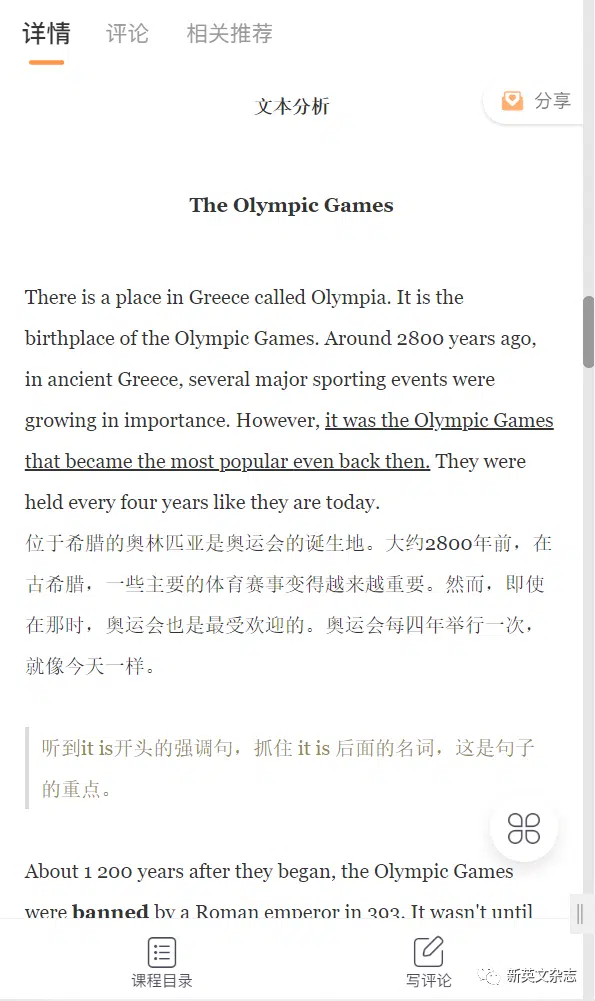 详情 评论 相关推荐
文本分析
分享
The Olympic Games
There is a place in Greece called Olympia. It is the
birthplace of the Olympic Games. Around 2800 years ago,
in ancient Greece, several major sporting events were
growing in importance. However, it was the Olympic Games
that became the most popular even back then. They were
held every four years like they are today.
位于希腊的奥林匹亚是奥运会的诞生地。大约2800年前，在
古希腊，一些主要的体育赛事变得越来越重要。然而，即使
在那时，奥运会也是最受欢迎的。奥运会每四年举行一次，
就像今天一样。
听到it is开头的强调句，抓住 it is 后面的名词，这是句子
的重点。
About 1 200 years after they began, the Olympic Games
were banned by a Roman emperor in 393. It wasn't until
课程目录
写评论
新英文杂志